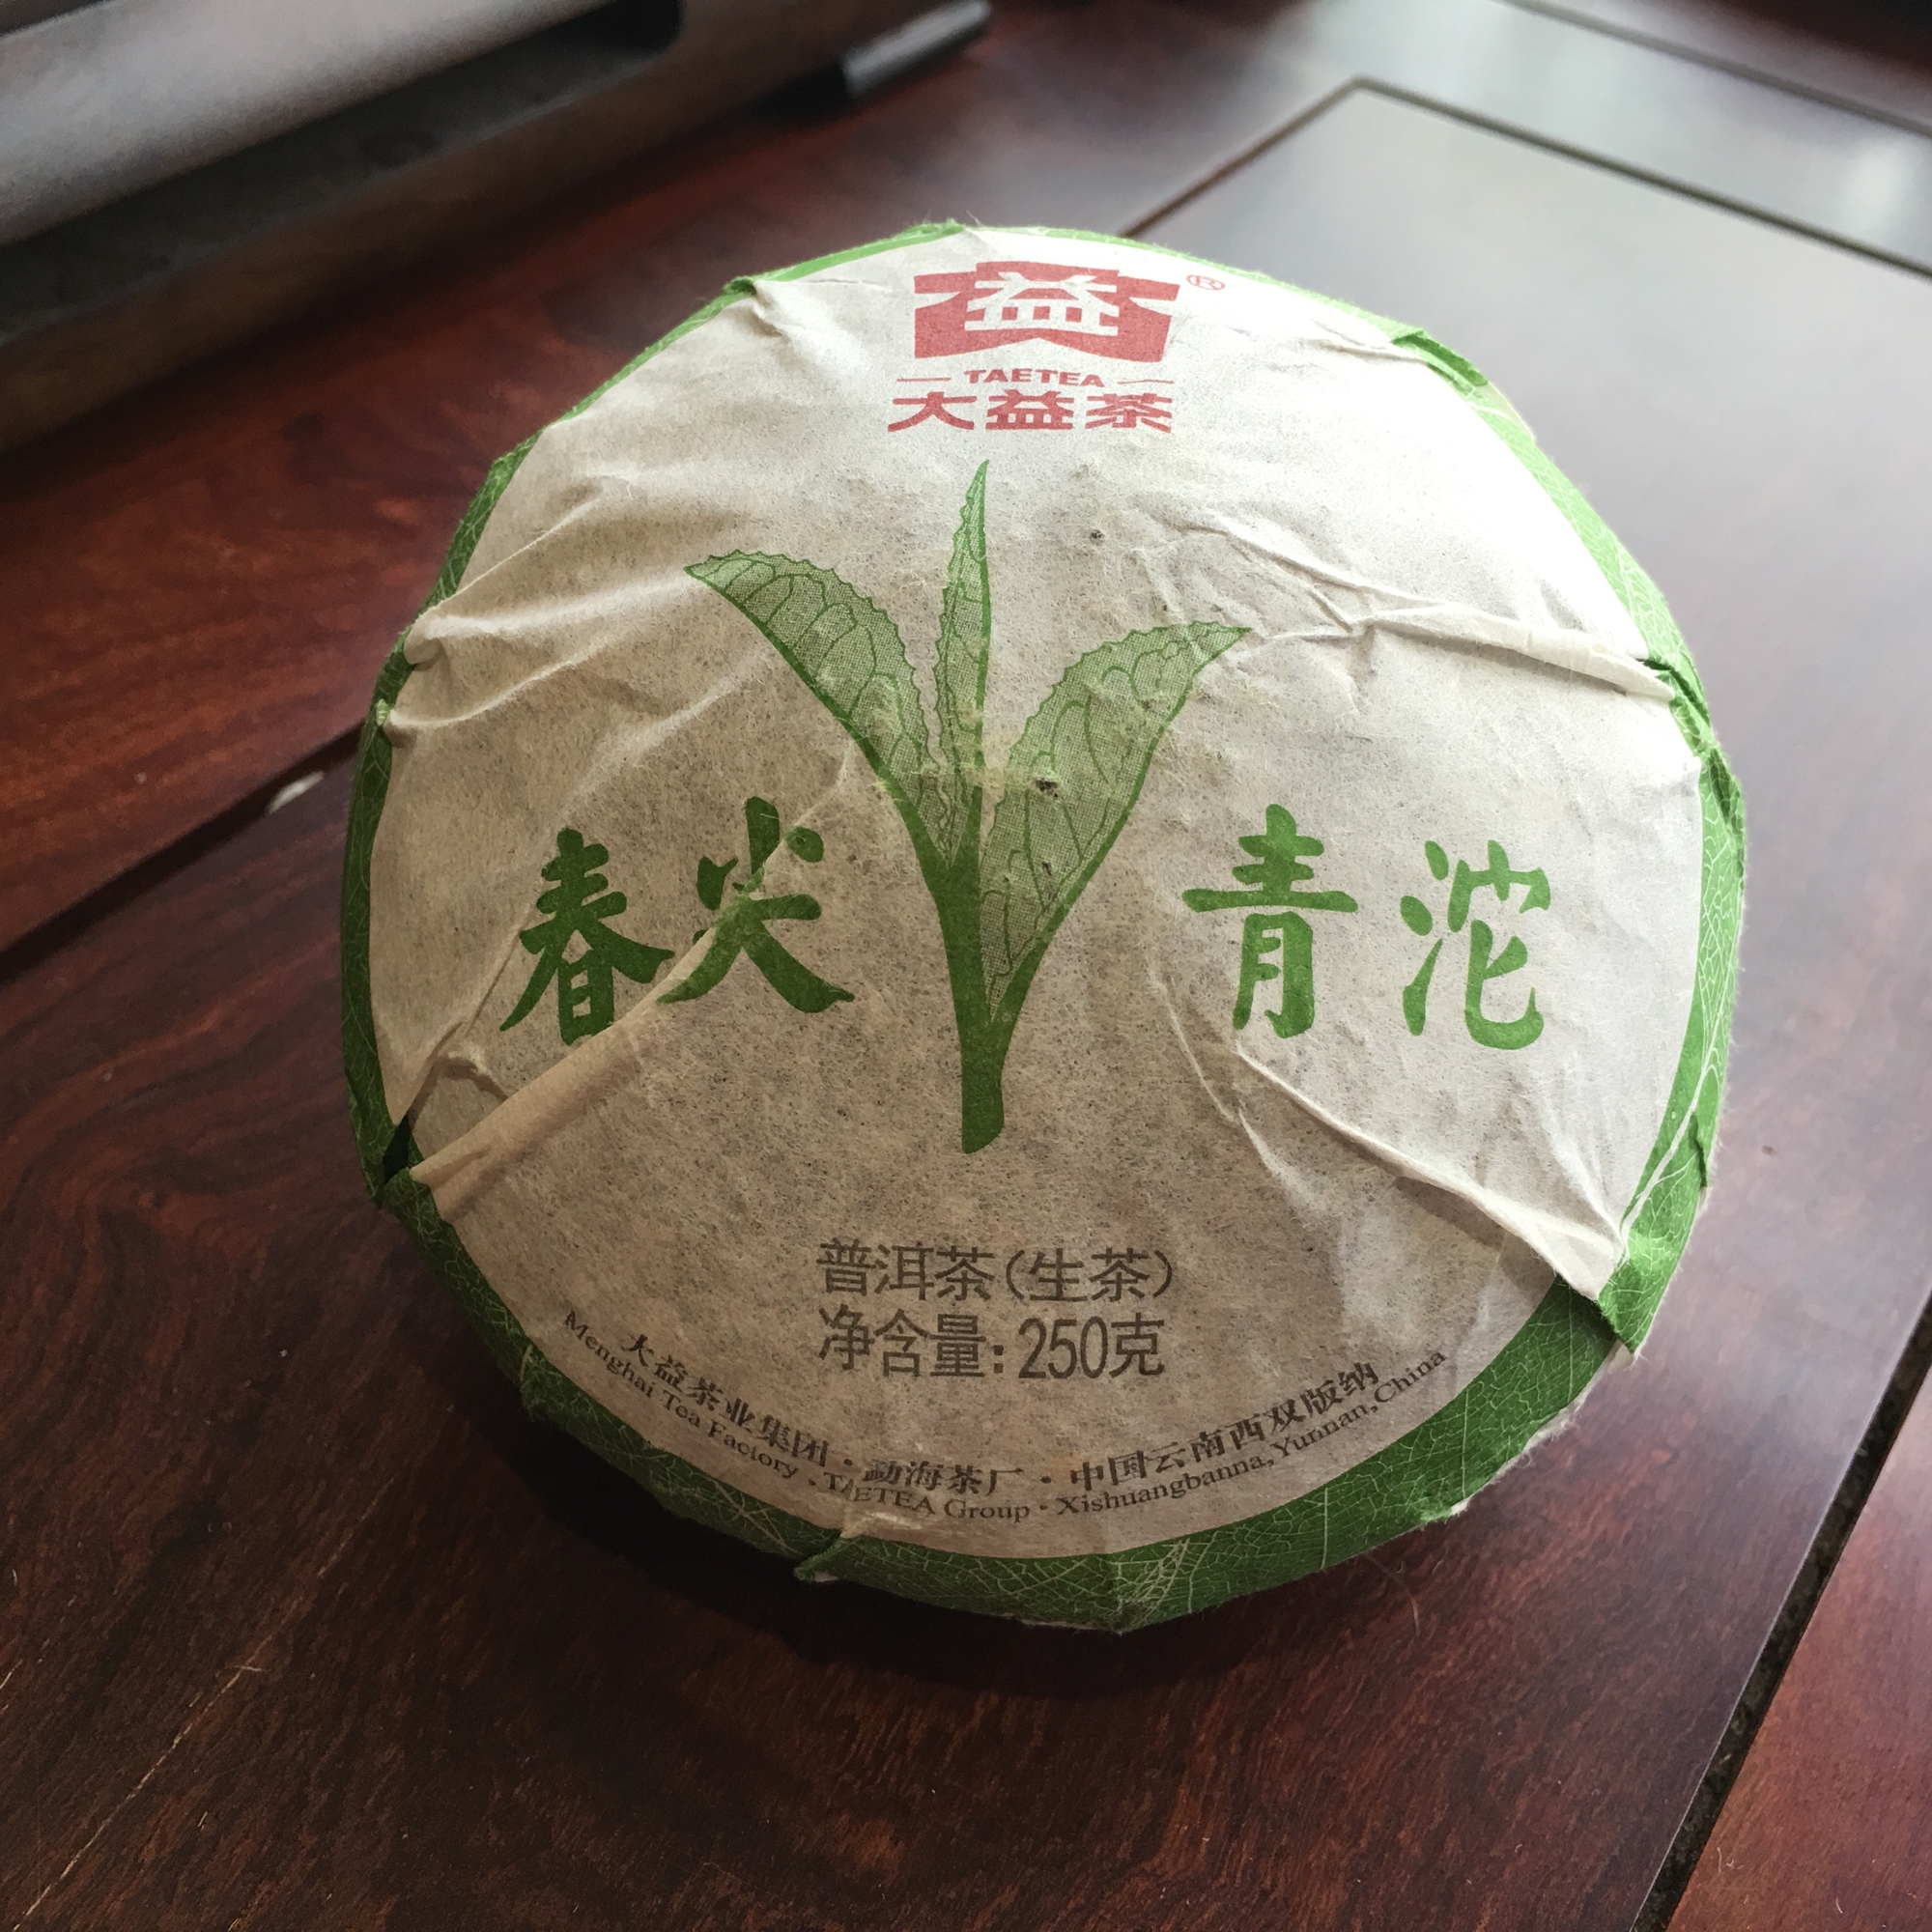 益®
TAETEA
大益茶
春尖 青沱
普洱茶(生茶)
净含量:250克
大益茶业集团·勐海茶厂·中国云南西双版纳
Menghai Tea Factory·TAETEA Group·Xishuangbanna,Yunnan,China